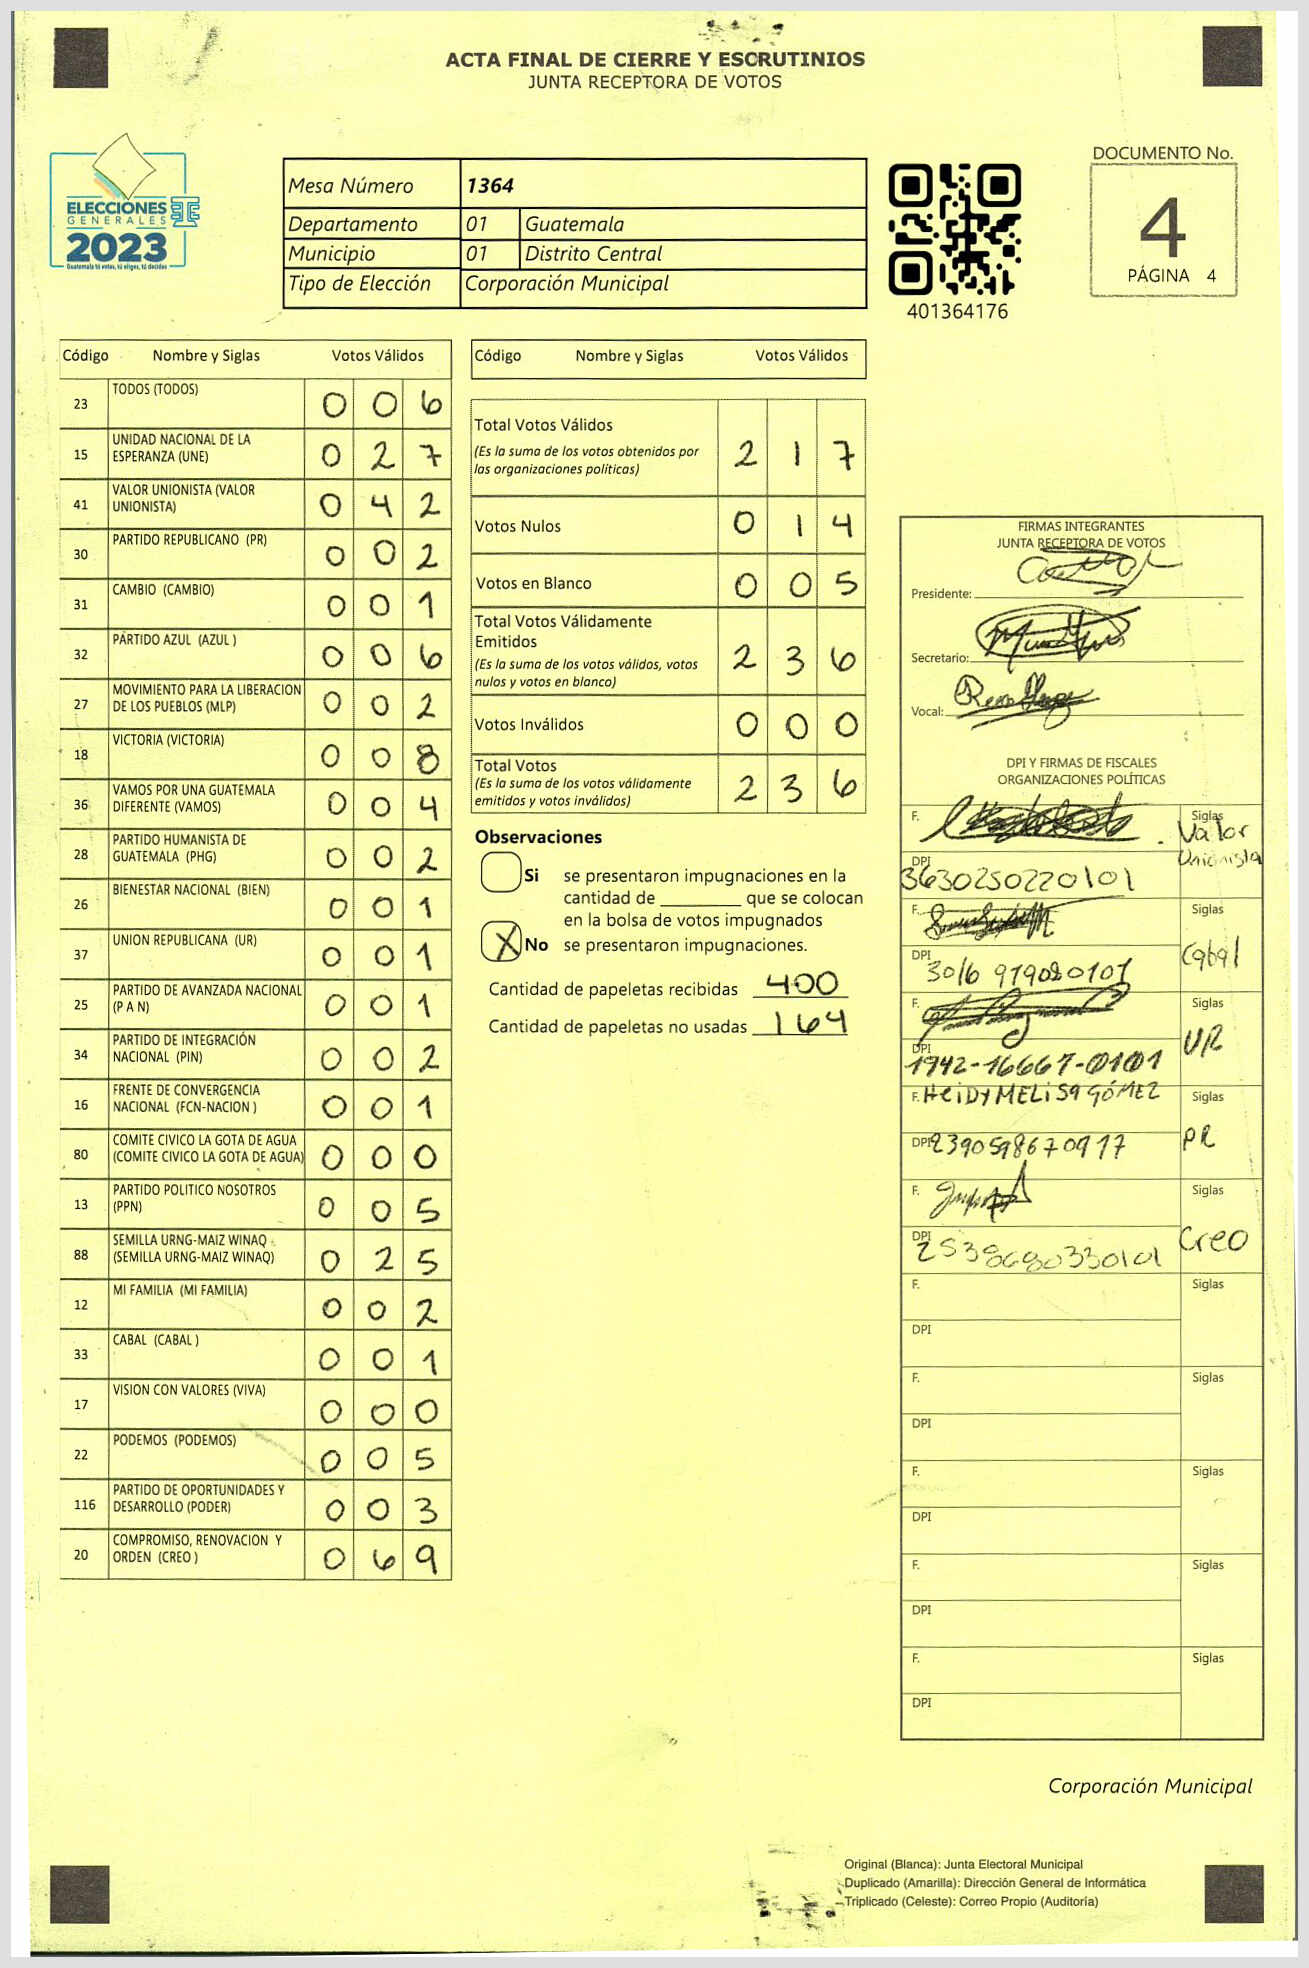 ACTA FINAL DE CIERRE Y ESCRUTINIOS
JUNTA RECEPTORA DE VOTOS
ELECCIONES
GENERALES
2023
Guatemala tú votas, tú eliges, tú decides
Mesa Número 1364
Departamento 01 Guatemala
Municipio 01 Distrito Central
Tipo de Elección Corporación Municipal
401364176
DOCUMENTO No.
4
PÁGINA 4
Código Nombre y Siglas Votos Válidos
23 TODOS (TODOS) 0 0 6
15 UNIDAD NACIONAL DE LA
ESPERANZA (UNE) 0 2 7
41 VALOR UNIONISTA (VALOR
UNIONISTA) 0 4 2
30 PARTIDO REPUBLICANO (PR) 0 0 2
31 CAMBIO (CAMBIO) 0 0 1
32 PARTIDO AZUL (AZUL ) 0 0 6
27 MOVIMIENTO PARA LA LIBERACION
DE LOS PUEBLOS (MLP) 0 0 2
18 VICTORIA (VICTORIA) 0 0 8
36 VAMOS POR UNA GUATEMALA
DIFERENTE (VAMOS) 0 0 4
28 PARTIDO HUMANISTA DE
GUATEMALA (PHG) 0 0 2
26 BIENESTAR NACIONAL (BIEN) 0 0 1
37 UNION REPUBLICANA (UR) 0 0 1
25 PARTIDO DE AVANZADA NACIONAL
(P A N) 0 0 1
34 PARTIDO DE INTEGRACIÓN
NACIONAL (PIN) 0 0 2
16 FRENTE DE CONVERGENCIA
NACIONAL (FCN-NACION ) 0 0 1
80 COMITE CIVICO LA GOTA DE AGUA
(COMITE CIVICO LA GOTA DE AGUA) 0 0 0
13 PARTIDO POLITICO NOSOTROS
(PPN) 0 0 5
88 SEMILLA URNG-MAIZ WINAQ
(SEMILLA URNG-MAIZ WINAQ) 0 2 5
12 MI FAMILIA (MI FAMILIA) 0 0 2
33 CABAL (CABAL ) 0 0 1
17 VISION CON VALORES (VIVA) 0 0 0
22 PODEMOS (PODEMOS) 0 0 5
116 PARTIDO DE OPORTUNIDADES Y
DESARROLLO (PODER) 0 0 3
20 COMPROMISO, RENOVACION Y
ORDEN (CREO ) 0 6 9
Código Nombre y Siglas Votos Válidos
Total Votos Válidos
(Es la suma de los votos obtenidos por
las organizaciones políticas) 2 1 7
Votos Nulos 0 1 4
Votos en Blanco 0 0 5
Total Votos Válidamente
Emitidos
(Es la suma de los votos válidos, votos
nulos y votos en blanco) 2 3 6
Votos Inválidos 0 0 0
Total Votos
(Es la suma de los votos válidamente
emitidos y votos inválidos) 2 3 6
Observaciones
Si se presentaron impugnaciones en la
cantidad de ________ que se colocan
en la bolsa de votos impugnados
X No se presentaron impugnaciones.
Cantidad de papeletas recibidas 400
Cantidad de papeletas no usadas 164
FIRMAS INTEGRANTES
JUNTA RECEPTORA DE VOTOS
Presidente:
Secretario:
Vocal:
DPI Y FIRMAS DE FISCALES
ORGANIZACIONES POLÍTICAS
F. Siglas
Valor
Unionista
DPI
3630250220101
F. Siglas
Cabal
DPI
3016 979080101
F. Siglas
UR
DPI
1942-16667-0101
F. HEIDY MELISA GÓMEZ Siglas
PR
DPI 2390598670917
F. Siglas
Creo
DPI
2538680330101
F. Siglas
DPI
F. Siglas
DPI
F. Siglas
DPI
F. Siglas
DPI
F. Siglas
DPI
Corporación Municipal
Original (Blanca): Junta Electoral Municipal
Duplicado (Amarilla): Dirección General de Informática
Triplicado (Celeste): Correo Propio (Auditoría)